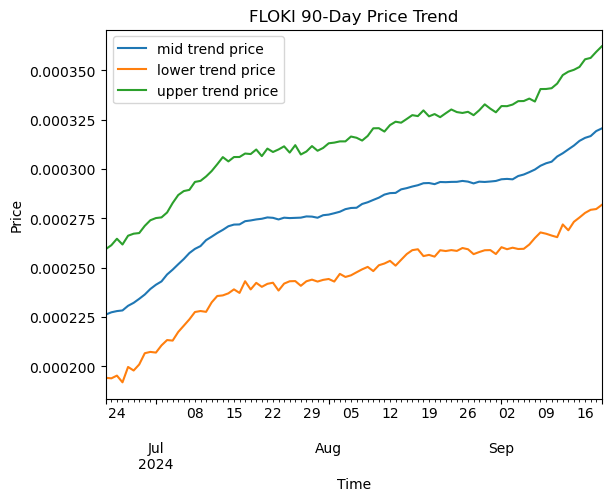 FLOKI 90-Day Price Trend
mid trend price
lower trend price
upper trend price
0.000350
0.000325
0.000300
0.000275
0.000250
0.000225
0.000200
Price
24 08 15 22 29 05 12 19 26 02 09 16
Jul Aug Sep
2024
Time